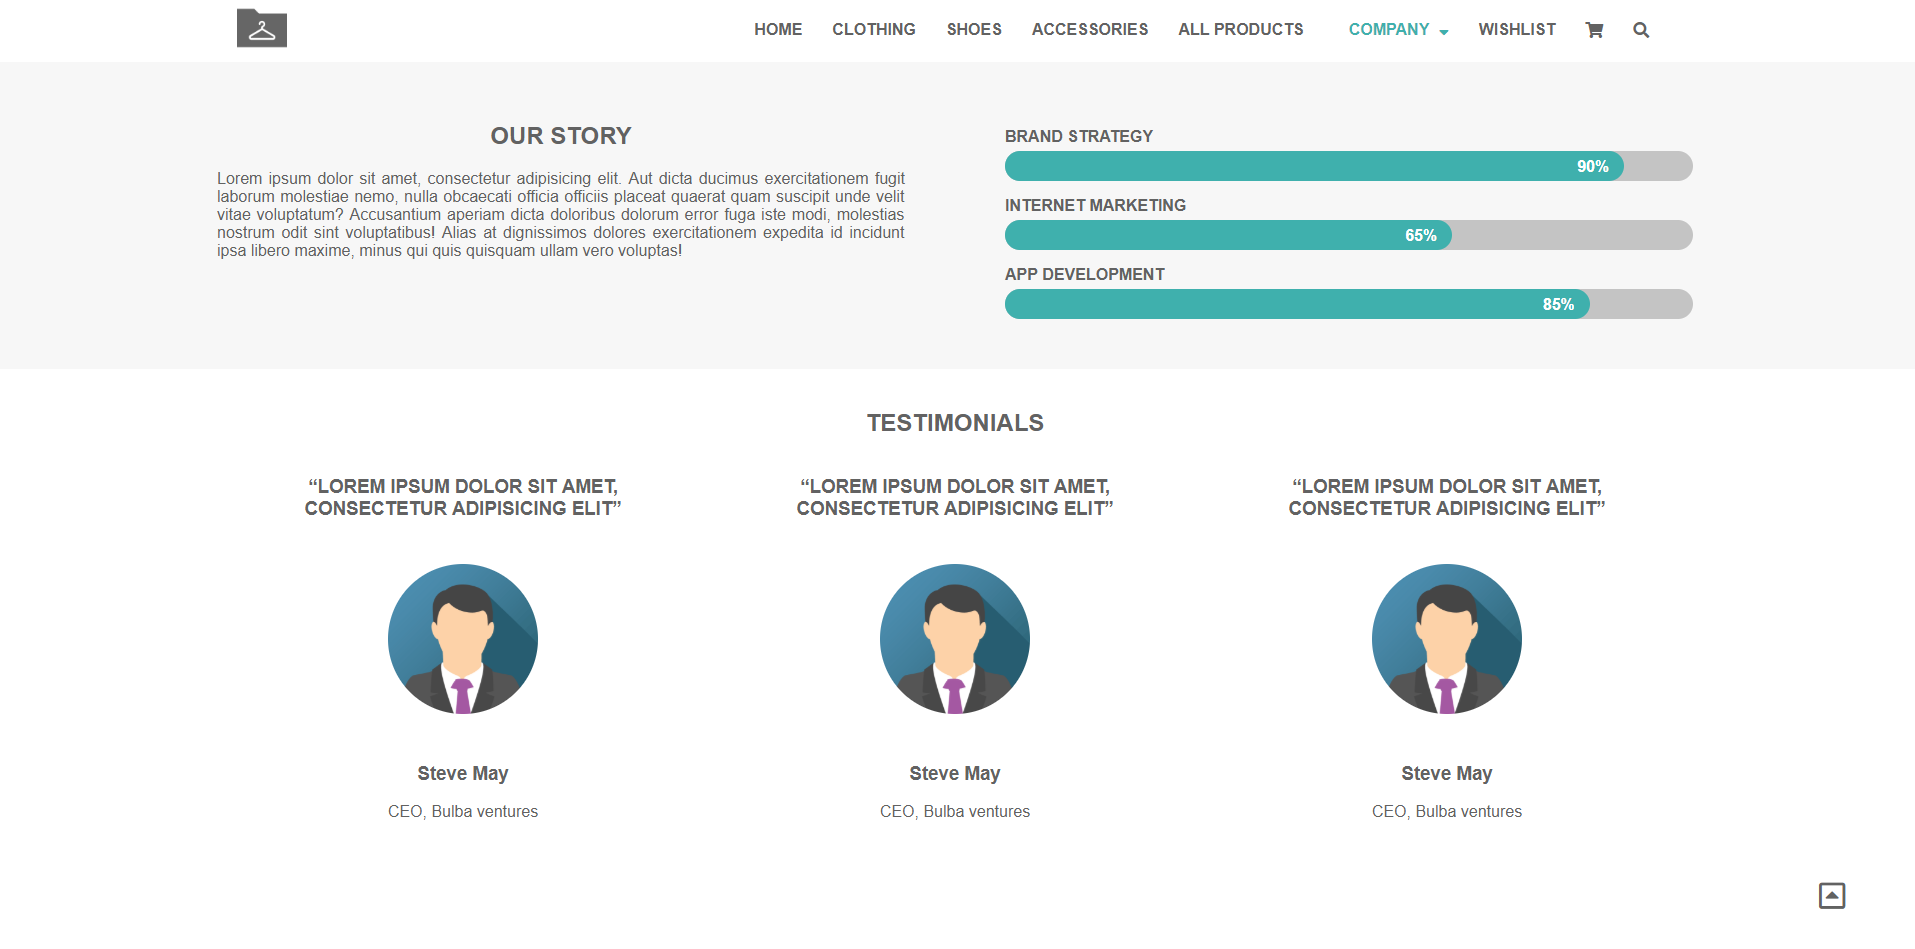 HOME CLOTHING SHOES ACCESSORIES ALL PRODUCTS COMPANY WISHLIST
OUR STORY
Lorem ipsum dolor sit amet, consectetur adipisicing elit. Aut dicta ducimus exercitationem fugit
laborum molestiae nemo, nulla obcaecati officia officiis placeat quaerat quam suscipit unde velit
vitae voluptatum? Accusantium aperiam dicta doloribus dolorum error fuga iste modi, molestias
nostrum odit sint voluptatibus! Alias at dignissimos dolores exercitationem expedita id incidunt
ipsa libero maxime, minus qui quis quisquam ullam vero voluptas!
BRAND STRATEGY
90%
INTERNET MARKETING
65%
APP DEVELOPMENT
85%
TESTIMONIALS
“LOREM IPSUM DOLOR SIT AMET,
CONSECTETUR ADIPISICING ELIT”
Steve May
CEO, Bulba ventures
“LOREM IPSUM DOLOR SIT AMET,
CONSECTETUR ADIPISICING ELIT”
Steve May
CEO, Bulba ventures
“LOREM IPSUM DOLOR SIT AMET,
CONSECTETUR ADIPISICING ELIT”
Steve May
CEO, Bulba ventures